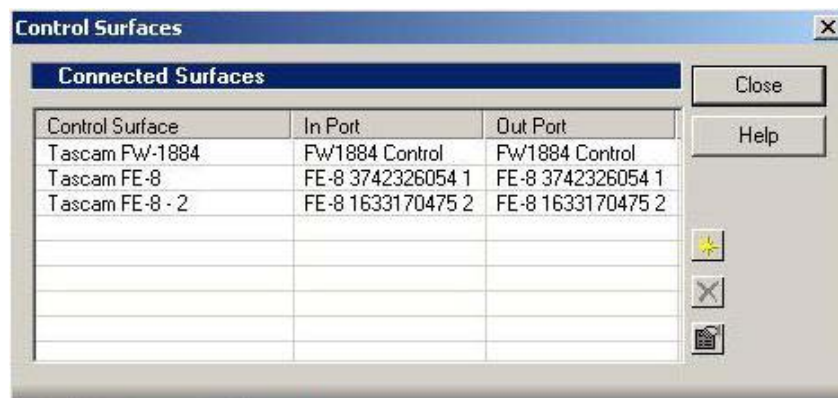 Control Surfaces
Connected Surfaces
Close
Help
Control Surface In Port Out Port
Tascam FW-1884 FW1884 Control FW1884 Control
Tascam FE-8 FE-8 3742326054 1 FE-8 3742326054 1
Tascam FE-8 - 2 FE-8 1633170475 2 FE-8 1633170475 2